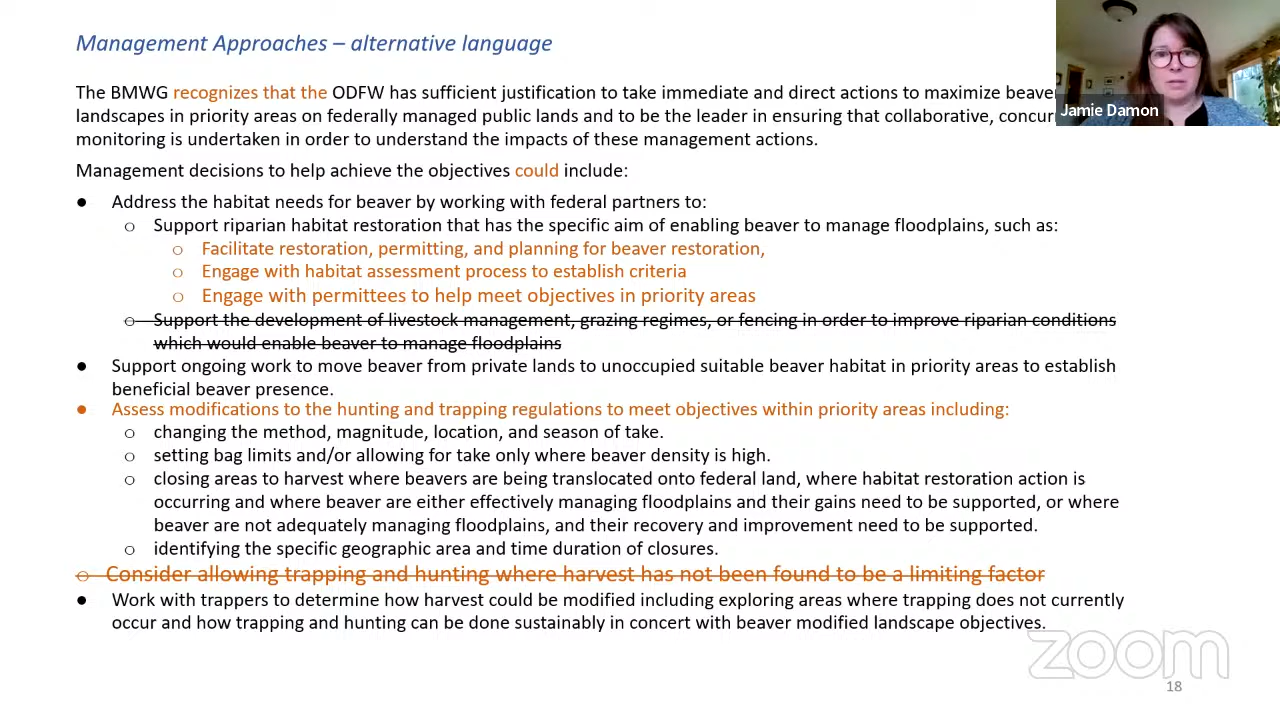 Management Approaches – alternative language
The BMWG recognizes that the ODFW has sufficient justification to take immediate and direct actions to maximize beaver
landscapes in priority areas on federally managed public lands and to be the leader in ensuring that collaborative,
monitoring is undertaken in order to understand the impacts of these management actions.
Jamie Damon
Management decisions to help achieve the objectives could include:
● Address the habitat needs for beaver by working with federal partners to:
○ Support riparian habitat restoration that has the specific aim of enabling beaver to manage floodplains, such as:
○ Facilitate restoration, permitting, and planning for beaver restoration,
○ Engage with habitat assessment process to establish criteria
○ Engage with permittees to help meet objectives in priority areas
○ Support the development of livestock management, grazing regimes, or fencing in order to improve riparian conditions
which would enable beaver to manage floodplains
● Support ongoing work to move beaver from private lands to unoccupied suitable beaver habitat in priority areas to establish
beneficial beaver presence.
● Assess modifications to the hunting and trapping regulations to meet objectives within priority areas including:
○ changing the method, magnitude, location, and season of take.
○ setting bag limits and/or allowing for take only where beaver density is high.
○ closing areas to harvest where beavers are being translocated onto federal land, where habitat restoration action is
occurring and where beaver are either effectively managing floodplains and their gains need to be supported, or where
beaver are not adequately managing floodplains, and their recovery and improvement need to be supported.
○ identifying the specific geographic area and time duration of closures.
○ Consider allowing trapping and hunting where harvest has not been found to be a limiting factor
● Work with trappers to determine how harvest could be modified including exploring areas where trapping does not currently
occur and how trapping and hunting can be done sustainably in concert with beaver modified landscape objectives.
zoom
18